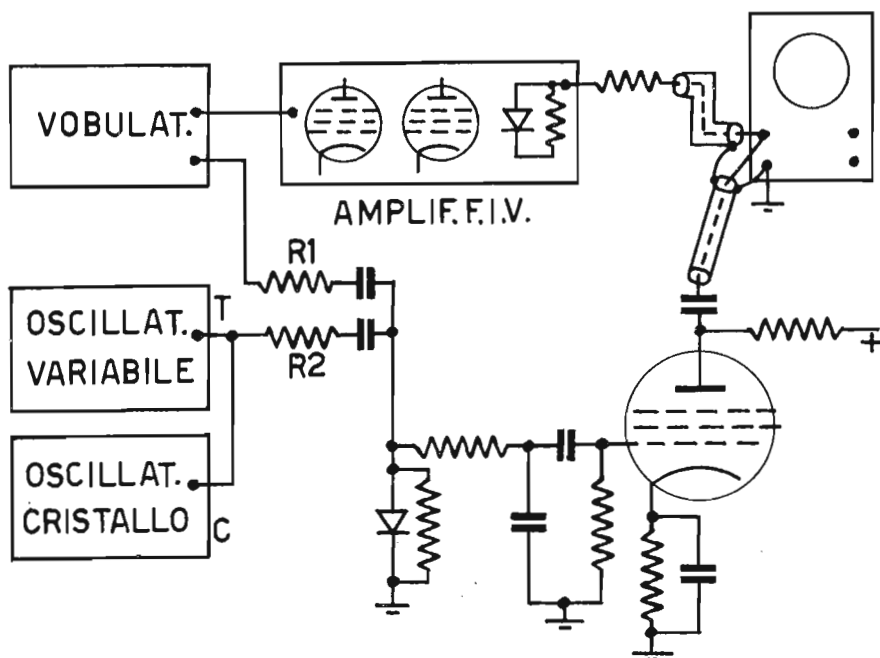 VOBULAT.
AMPLIF. F.I.V.
R1
T
OSCILLAT.
VARIABILE
R2
+
OSCILLAT.
CRISTALLO
C